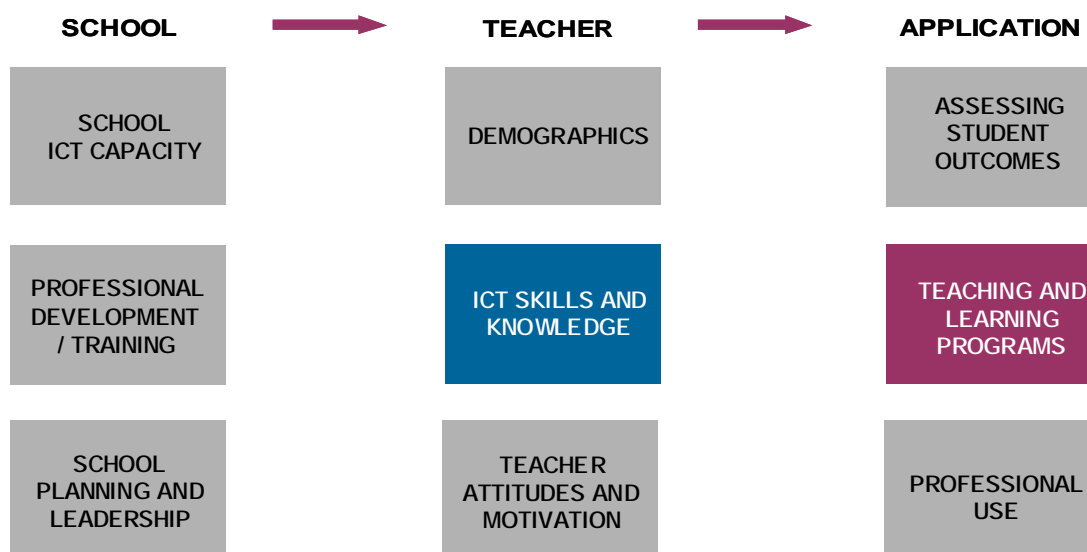 SCHOOL
TEACHER
APPLICATION
SCHOOL
ICT CAPACITY
DEMOGRAPHICS
ASSESSING
STUDENT
OUTCOMES
PROFESSIONAL
DEVELOPMENT
/ TRAINING
ICT SKILLS AND
KNOWLEDGE
TEACHING AND
LEARNING
PROGRAMS
SCHOOL
PLANNING AND
LEADERSHIP
TEACHER
ATTITUDES AND
MOTIVATION
PROFESSIONAL
USE